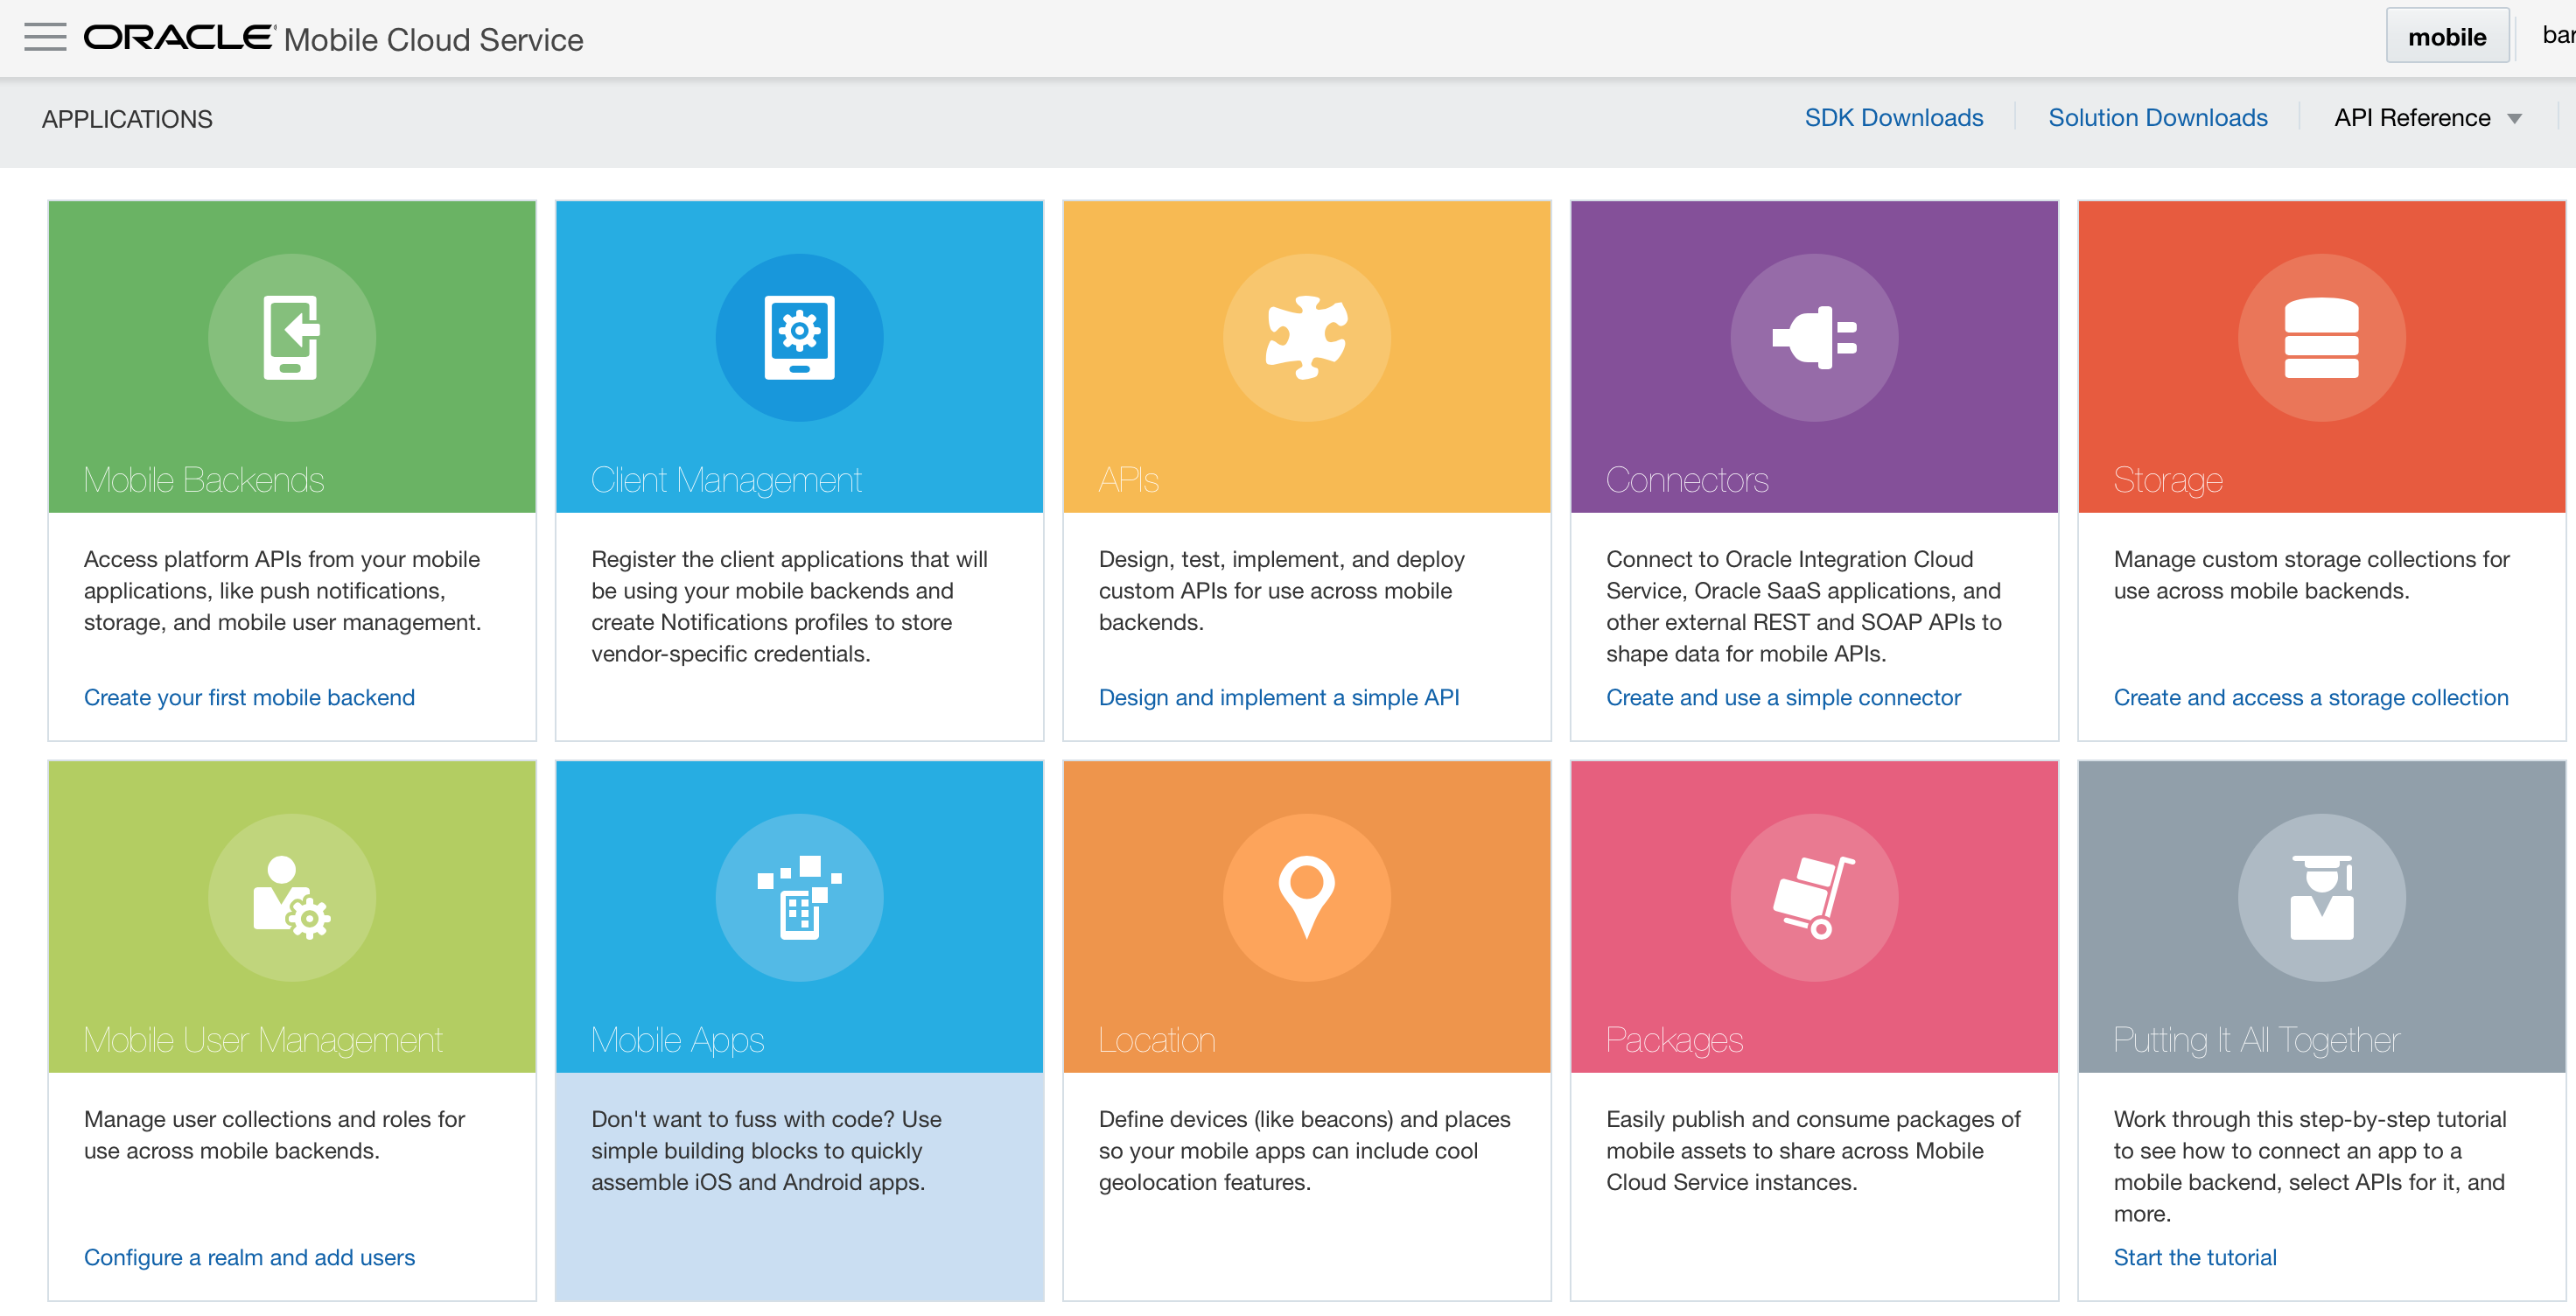 ORACLE Mobile Cloud Service
mobile
APPLICATIONS
SDK Downloads
Solution Downloads
API Reference
Mobile Backends
Access platform APIs from your mobile
applications, like push notifications,
storage, and mobile user management.
Create your first mobile backend
Client Management
Register the client applications that will
be using your mobile backends and
create Notifications profiles to store
vendor-specific credentials.
APIs
Design, test, implement, and deploy
custom APIs for use across mobile
backends.
Design and implement a simple API
Connectors
Connect to Oracle Integration Cloud
Service, Oracle SaaS applications, and
other external REST and SOAP APIs to
shape data for mobile APIs.
Create and use a simple connector
Storage
Manage custom storage collections for
use across mobile backends.
Create and access a storage collection
Mobile User Management
Manage user collections and roles for
use across mobile backends.
Configure a realm and add users
Mobile Apps
Don't want to fuss with code? Use
simple building blocks to quickly
assemble iOS and Android apps.
Location
Define devices (like beacons) and places
so your mobile apps can include cool
geolocation features.
Packages
Easily publish and consume packages of
mobile assets to share across Mobile
Cloud Service instances.
Putting It All Together
Work through this step-by-step tutorial
to see how to connect an app to a
mobile backend, select APIs for it, and
more.
Start the tutorial